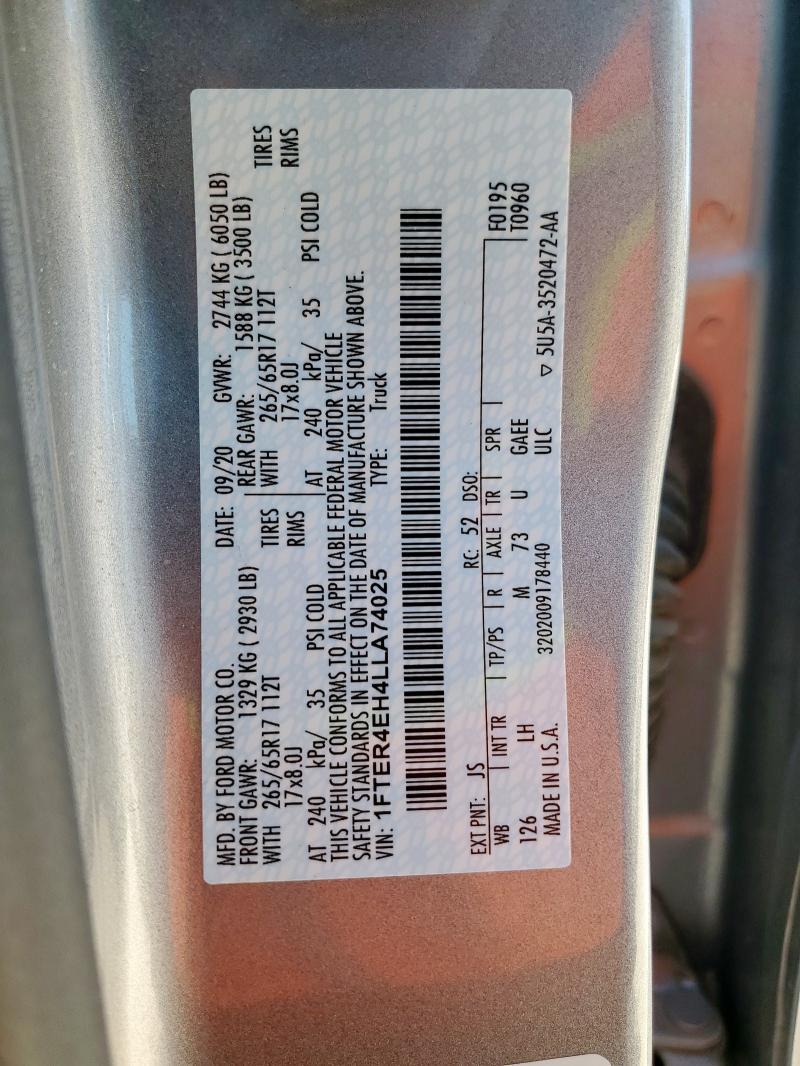 MFD. BY FORD MOTOR CO. DATE: 09/20 GVWR: 2744 KG ( 6050 LB)
FRONT GAWR: 1329 KG ( 2930 LB) REAR GAWR: 1588 KG ( 3500 LB)
WITH 265/65R17 112T TIRES WITH 265/65R17 112T TIRES
17x8.0J RIMS 17x8.0J RIMS
AT 240 kPa/ 35 PSI COLD AT 240 kPa/ 35 PSI COLD
THIS VEHICLE CONFORMS TO ALL APPLICABLE FEDERAL MOTOR VEHICLE
SAFETY STANDARDS IN EFFECT ON THE DATE OF MANUFACTURE SHOWN ABOVE.
VIN: 1FTER4EH4LLA74025 TYPE: Truck
EXT PNT: JS RC: 52 DSO:
WB INT TR TP/PS R AXLE TR SPR F0195
126 LH M 73 U GAEE T0960
MADE IN U.S.A. 3202009178440 ULC
▽ 5U5A-3520472-AA